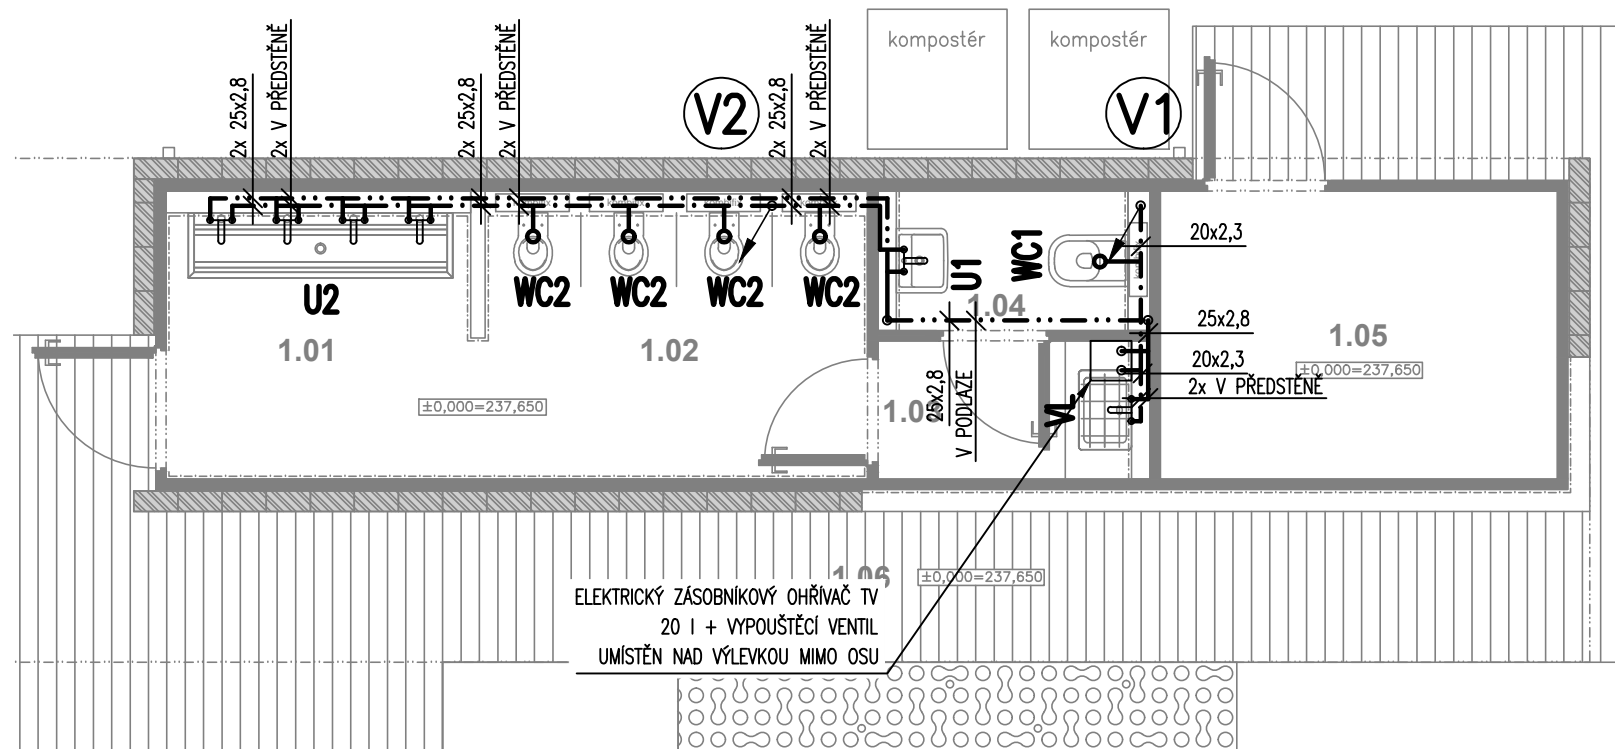 kompostér
kompostér
2x 25x2,8
2x V PŘEDSTĚNĚ
2x 25x2,8
2x V PŘEDSTĚNĚ
V2
2x 25x2,8
2x V PŘEDSTĚNĚ
V1
20x2,3
WC1
U1
U2
WC2
WC2
WC2
WC2
1.04
25x2,8
1.01
1.02
1.05
20x2,3
±0,000=237,650
2x V PŘEDSTĚNĚ
±0,000=237,650
25x2,8
V PODLAZE
VL
1.06
±0,000=237,650
ELEKTRICKÝ ZÁSOBNÍKOVÝ OHŘÍVAČ TV
20 l + VYPOUŠTĚCÍ VENTIL
UMÍSTĚN NAD VÝLEVKOU MIMO OSU